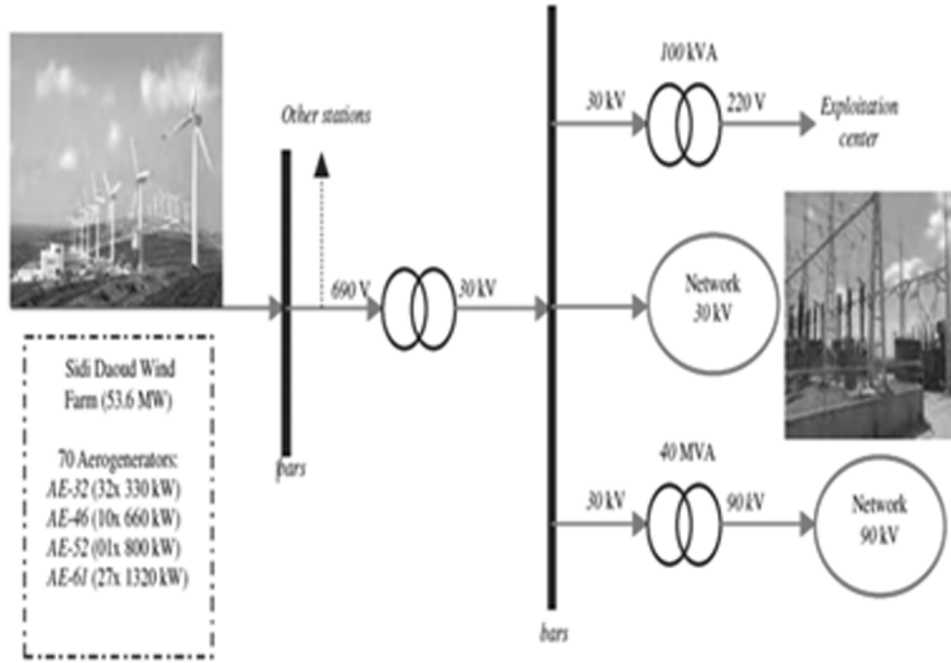 Sidi Daoud Wind
Farm (53.6 MW)
70 Aerogenerators:
AE-32 (32x 330 kW)
AE-46 (10x 660 kW)
AE-52 (01x 800 kW)
AE-61 (27x 1320 kW)
Other stations
690 V
30 kV
bars
100 kVA
30 kV
220 V
Exploitation
center
Network
30 kV
40 MVA
30 kV
90 kV
Network
90 kV
bars